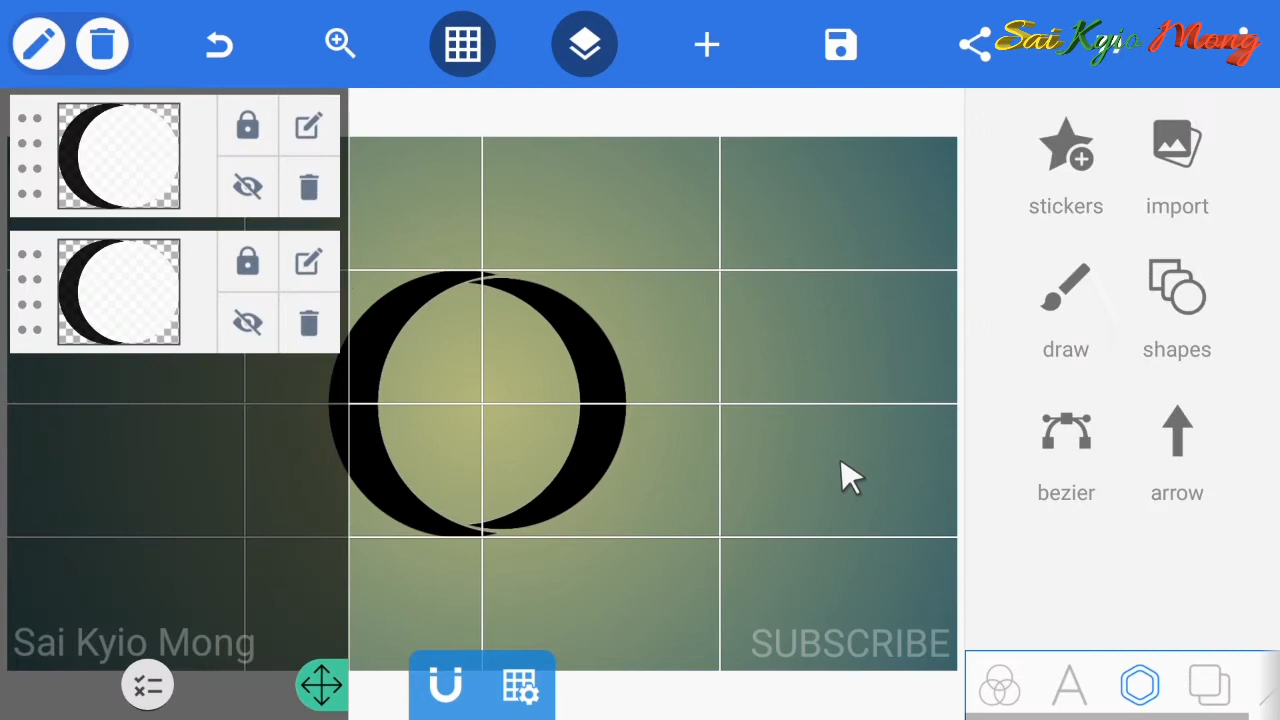 Sai Kyio Mong
stickers
import
draw
shapes
bezier
arrow
Sai Kyio Mong
SUBSCRIBE
A